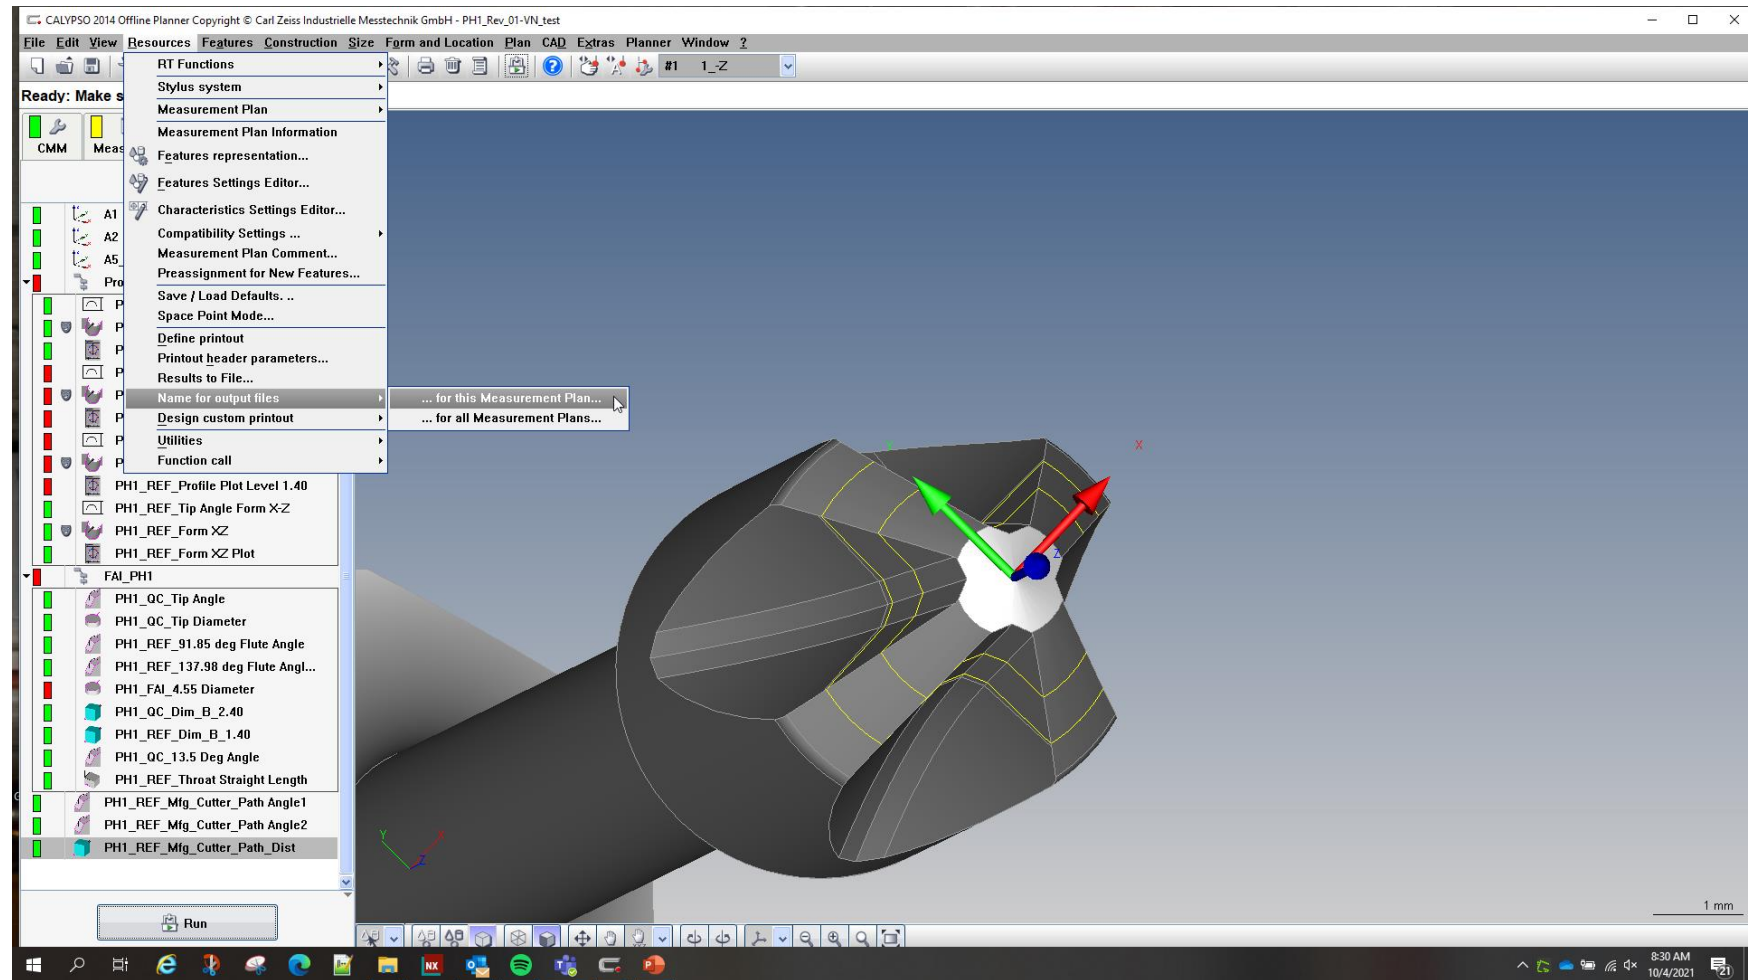 CALYPSO 2014 Offline Planner Copyright © Carl Zeiss Industrielle Messtechnik GmbH - PH1_Rev_01-VN_test
File Edit View Resources Features Construction Size Form and Location Plan CAD Extras Planner Window ?
#1 1_-Z
Ready: Make s
CMM Meas
RT Functions
Stylus system
Measurement Plan
Measurement Plan Information
Features representation...
Features Settings Editor...
Characteristics Settings Editor...
Compatibility Settings ...
Measurement Plan Comment...
Preassignment for New Features...
Save / Load Defaults. ..
Space Point Mode...
Define printout
Printout header parameters...
Results to File...
Name for output files
Design custom printout
Utilities
Function call
... for this Measurement Plan...
... for all Measurement Plans...
A1
A2
A5_
Pro
P
P
P
P
P
P
P
P
PH1_REF_Profile Plot Level 1.40
PH1_REF_Tip Angle Form X-Z
PH1_REF_Form XZ
PH1_REF_Form XZ Plot
FAI_PH1
PH1_QC_Tip Angle
PH1_QC_Tip Diameter
PH1_REF_91.85 deg Flute Angle
PH1_REF_137.98 deg Flute Angl...
PH1_FAI_4.55 Diameter
PH1_QC_Dim_B_2.40
PH1_REF_Dim_B_1.40
PH1_QC_13.5 Deg Angle
PH1_REF_Throat Straight Length
PH1_REF_Mfg_Cutter_Path Angle1
PH1_REF_Mfg_Cutter_Path Angle2
PH1_REF_Mfg_Cutter_Path_Dist
Run
X
Z
Y
Z
1 mm
NX
8:30 AM
10/4/2021
21